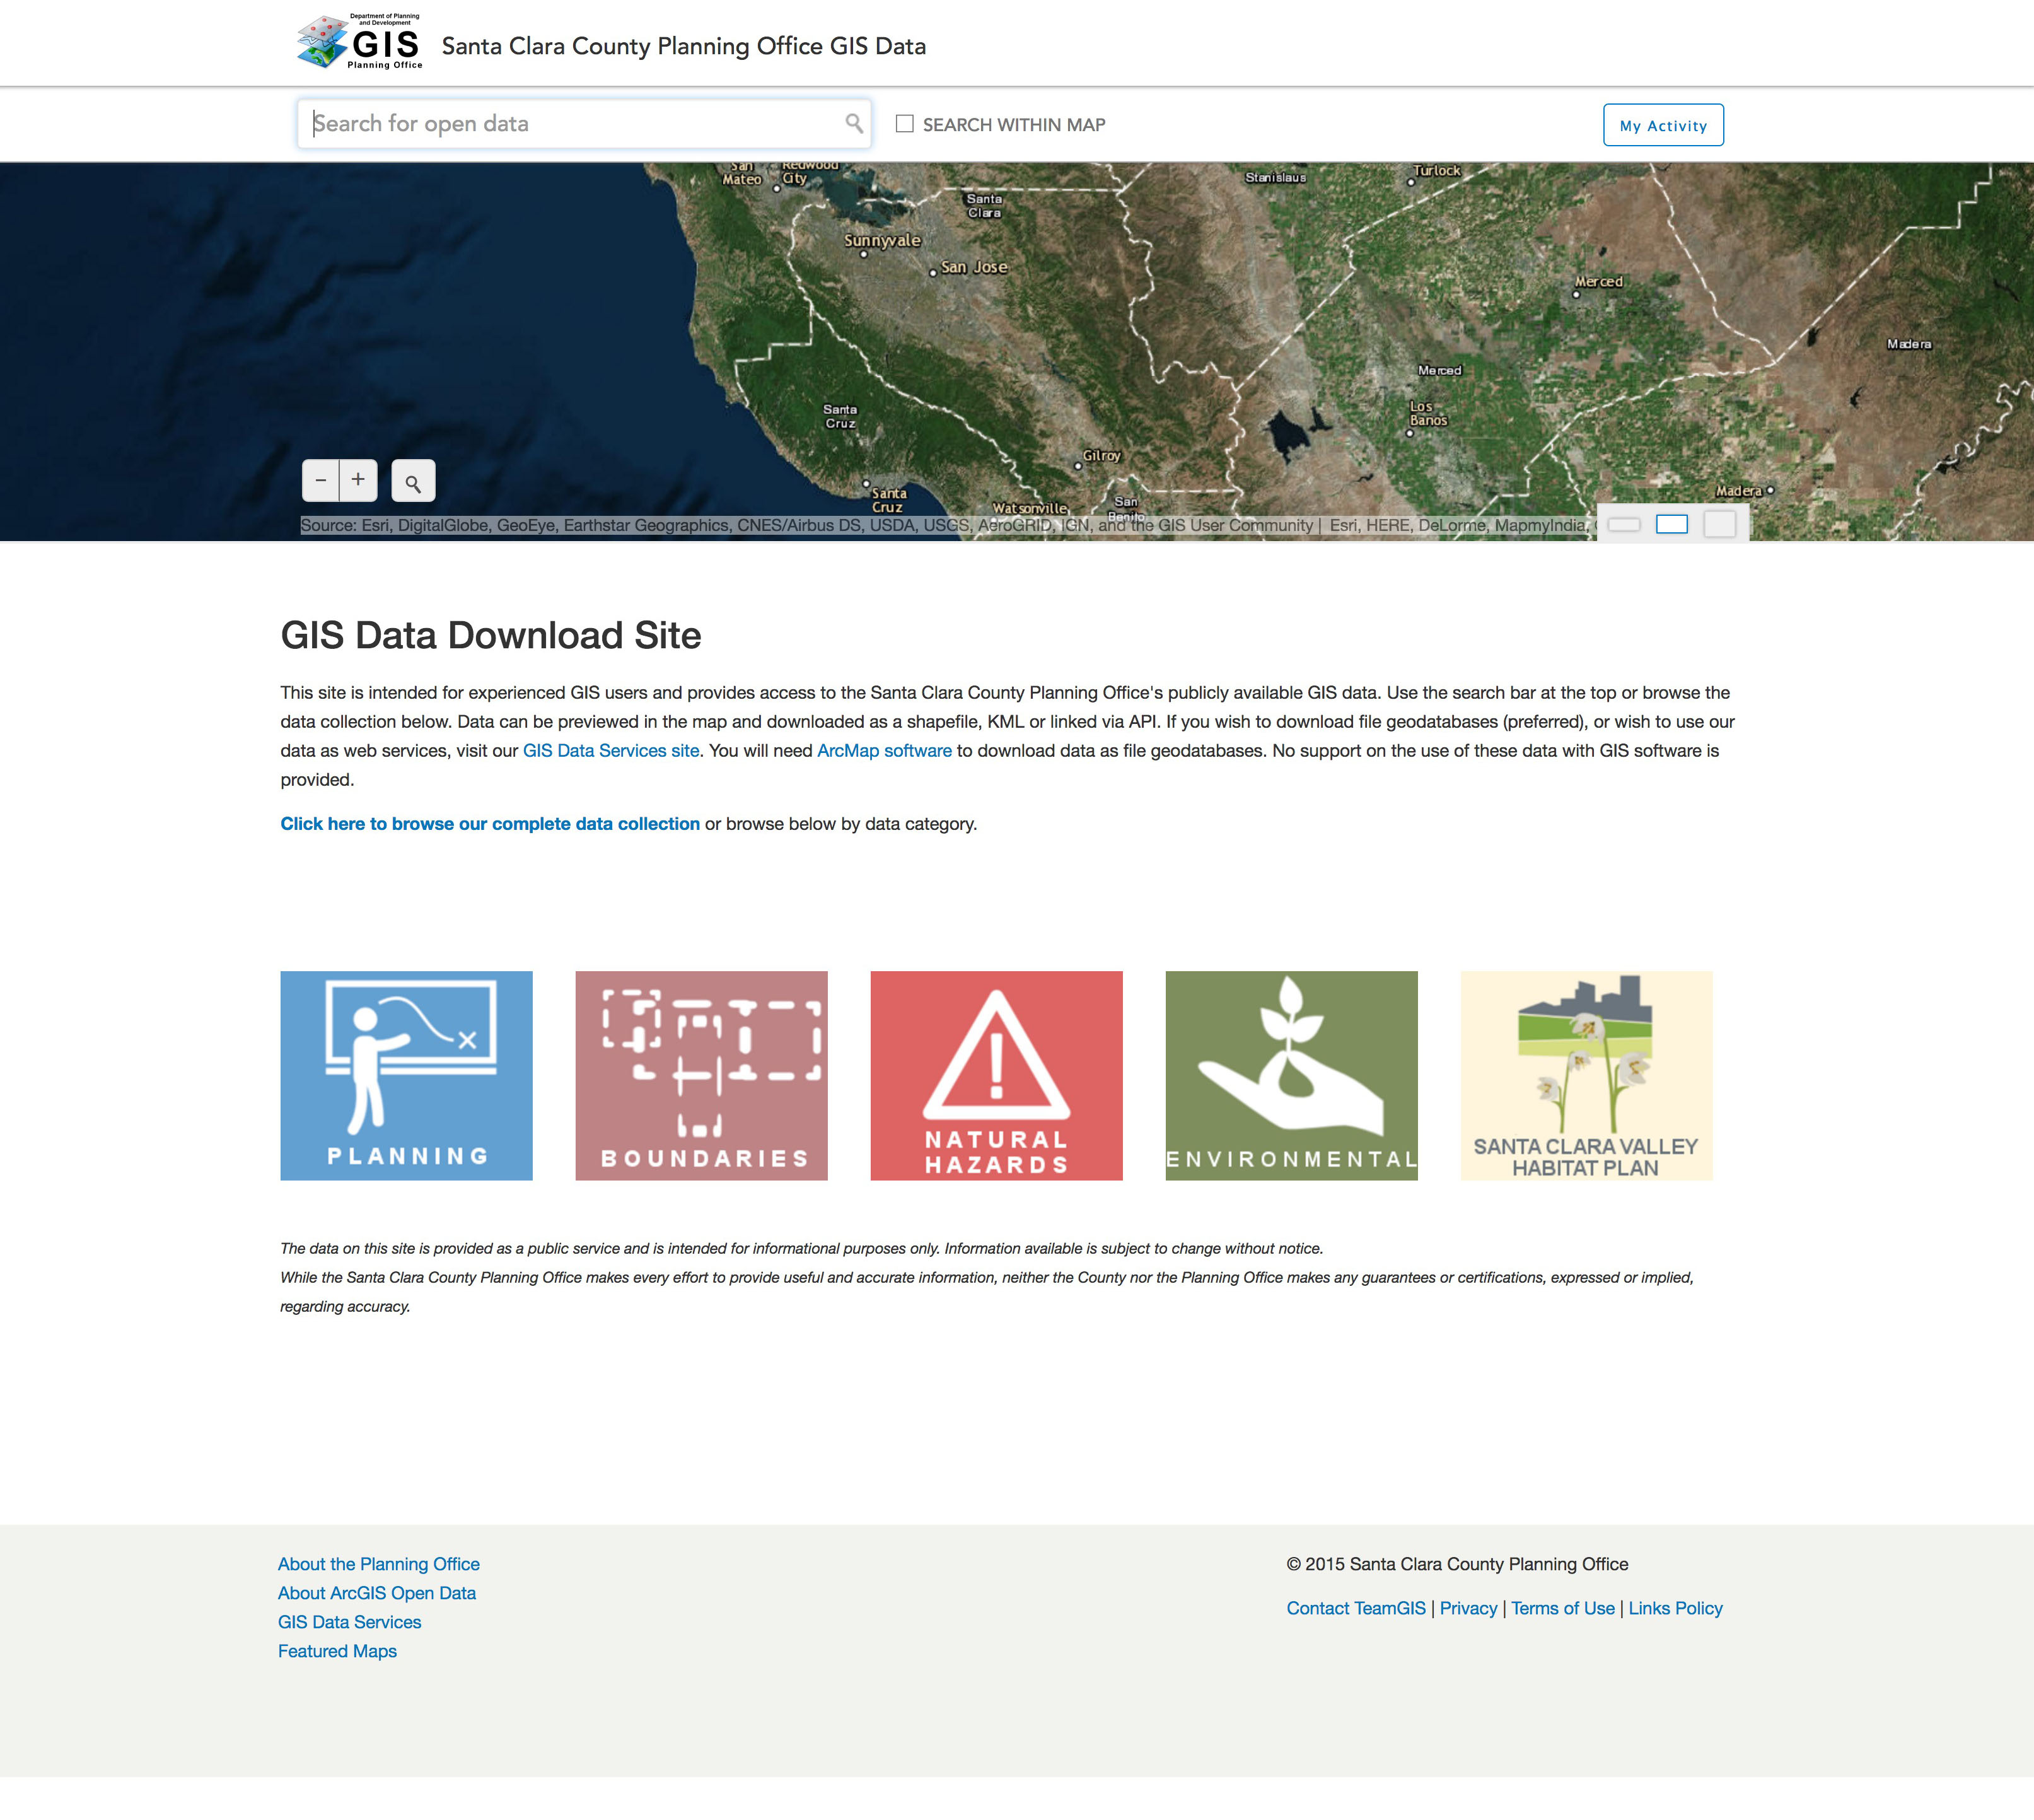 Department of Planning
and Development
GIS
Planning Office
Santa Clara County Planning Office GIS Data
Search for open data
SEARCH WITHIN MAP
My Activity
San
Mateo
Redwood
City
Santa
Clara
Stanislaus
Turlock
Sunnyvale
San Jose
Merced
Madera
Merced
Santa
Cruz
Los
Banos
Gilroy
Santa
Cruz
Watsonville
San
Benito
Madera
− +
Source: Esri, DigitalGlobe, GeoEye, Earthstar Geographics, CNES/Airbus DS, USDA, USGS, AeroGRID, IGN, and the GIS User Community | Esri, HERE, DeLorme, MapmyIndia,
GIS Data Download Site
This site is intended for experienced GIS users and provides access to the Santa Clara County Planning Office's publicly available GIS data. Use the search bar at the top or browse the
data collection below. Data can be previewed in the map and downloaded as a shapefile, KML or linked via API. If you wish to download file geodatabases (preferred), or wish to use our
data as web services, visit our GIS Data Services site. You will need ArcMap software to download data as file geodatabases. No support on the use of these data with GIS software is
provided.
Click here to browse our complete data collection or browse below by data category.
PLANNING
BOUNDARIES
NATURAL
HAZARDS
ENVIRONMENTAL
SANTA CLARA VALLEY
HABITAT PLAN
The data on this site is provided as a public service and is intended for informational purposes only. Information available is subject to change without notice.
While the Santa Clara County Planning Office makes every effort to provide useful and accurate information, neither the County nor the Planning Office makes any guarantees or certifications, expressed or implied,
regarding accuracy.
About the Planning Office
About ArcGIS Open Data
GIS Data Services
Featured Maps
© 2015 Santa Clara County Planning Office
Contact TeamGIS | Privacy | Terms of Use | Links Policy